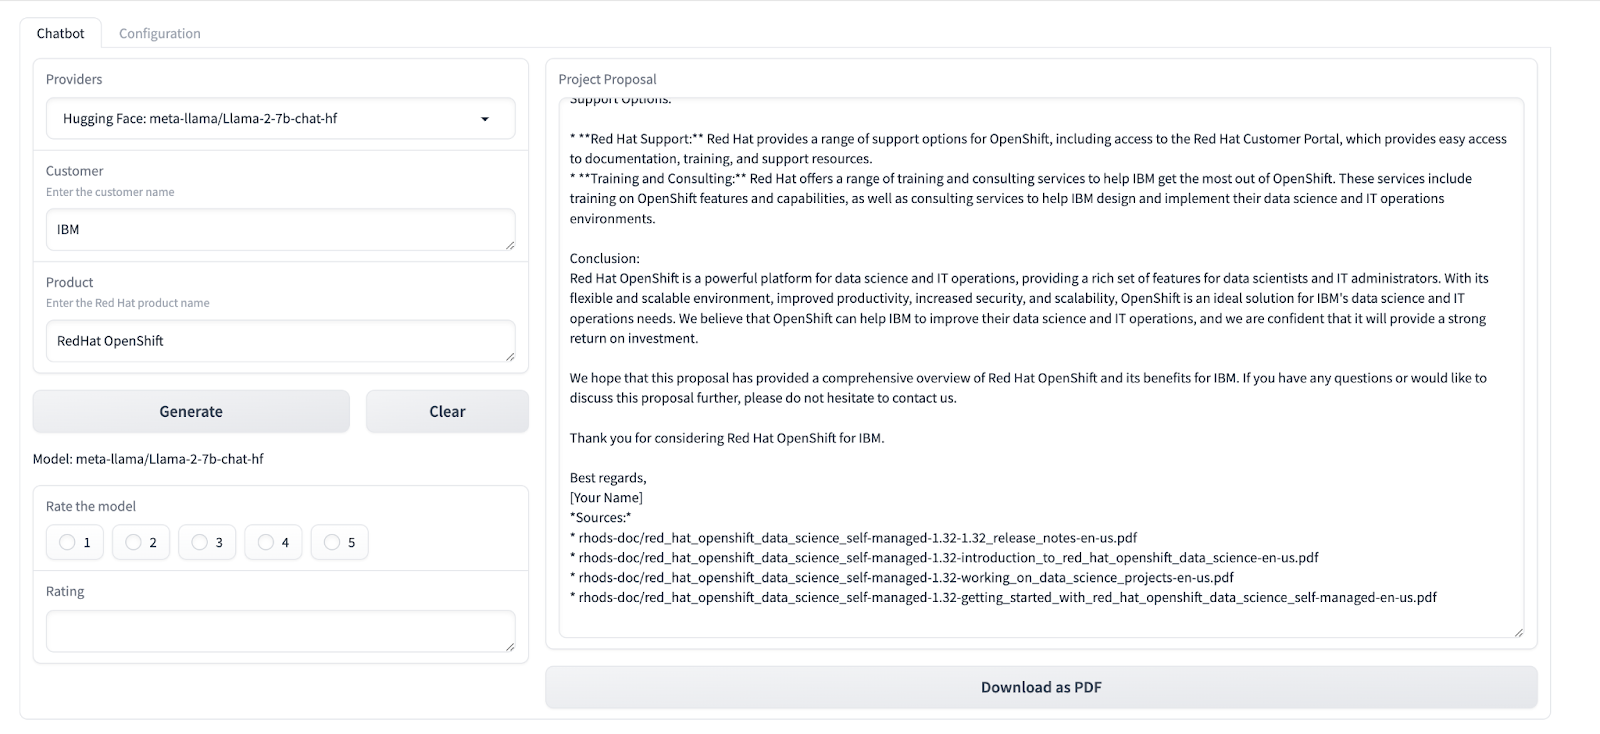 Chatbot
Configuration
Providers
Hugging Face: meta-llama/Llama-2-7b-chat-hf
Customer
Enter the customer name
IBM
Product
Enter the Red Hat product name
RedHat OpenShift
Generate
Clear
Model: meta-llama/Llama-2-7b-chat-hf
Rate the model
1
2
3
4
5
Rating
Project Proposal
Support Options:
* **Red Hat Support:** Red Hat provides a range of support options for OpenShift, including access to the Red Hat Customer Portal, which provides easy access
to documentation, training, and support resources.
* **Training and Consulting:** Red Hat offers a range of training and consulting services to help IBM get the most out of OpenShift. These services include
training on OpenShift features and capabilities, as well as consulting services to help IBM design and implement their data science and IT operations
environments.
Conclusion:
Red Hat OpenShift is a powerful platform for data science and IT operations, providing a rich set of features for data scientists and IT administrators. With its
flexible and scalable environment, improved productivity, increased security, and scalability, OpenShift is an ideal solution for IBM's data science and IT
operations needs. We believe that OpenShift can help IBM to improve their data science and IT operations, and we are confident that it will provide a strong
return on investment.
We hope that this proposal has provided a comprehensive overview of Red Hat OpenShift and its benefits for IBM. If you have any questions or would like to
discuss this proposal further, please do not hesitate to contact us.
Thank you for considering Red Hat OpenShift for IBM.
Best regards,
[Your Name]
*Sources:*
* rhods-doc/red_hat_openshift_data_science_self-managed-1.32-1.32_release_notes-en-us.pdf
* rhods-doc/red_hat_openshift_data_science_self-managed-1.32-introduction_to_red_hat_openshift_data_science-en-us.pdf
* rhods-doc/red_hat_openshift_data_science_self-managed-1.32-working_on_data_science_projects-en-us.pdf
* rhods-doc/red_hat_openshift_data_science_self-managed-1.32-getting_started_with_red_hat_openshift_data_science_self-managed-en-us.pdf
Download as PDF